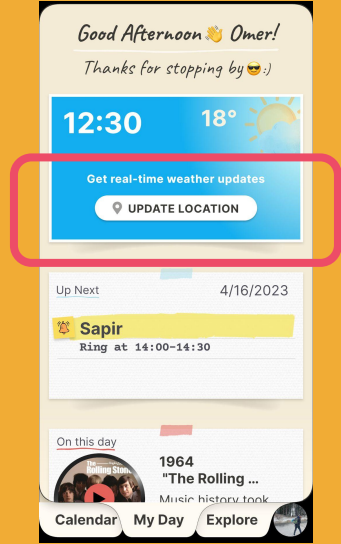 Good Afternoon👋 Omer!
Thanks for stopping by😎:)
12:30
18°
Get real-time weather updates
UPDATE LOCATION
Up Next
4/16/2023
Sapir
Ring at 14:00-14:30
On this day
The
Rolling Ston
1964
"The Rolling ...
Music history took
Calendar
My Day
Explore